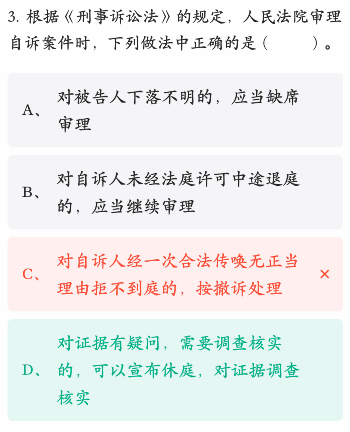 3. 根据《刑事诉讼法》的规定，人民法院审理
自诉案件时，下列做法中正确的是（　　）。
A、 对被告人下落不明的，应当缺席
审理
B、 对自诉人未经法庭许可中途退庭
的，应当继续审理
C、 对自诉人经一次合法传唤无正当
理由拒不到庭的，按撤诉处理 ×
D、 对证据有疑问，需要调查核实
的，可以宣布休庭，对证据调查
核实